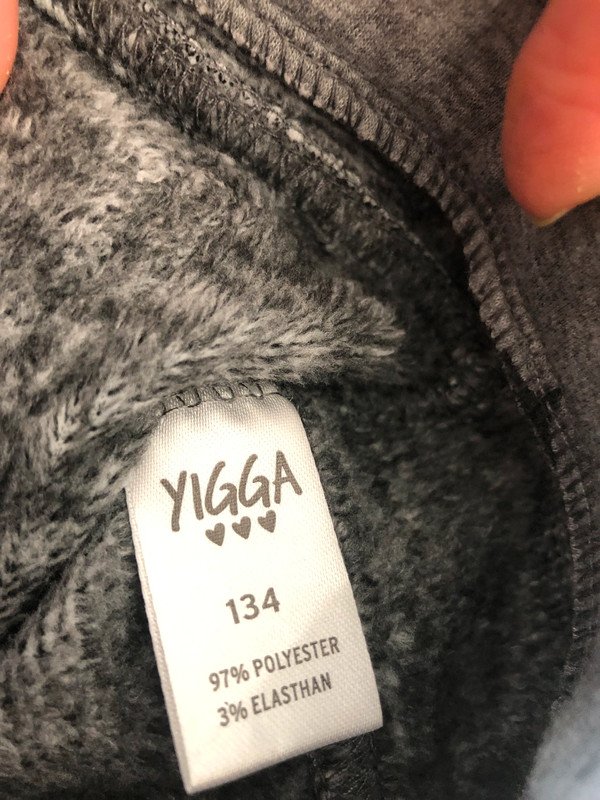 YIGGA
134
97% POLYESTER
3% ELASTHAN